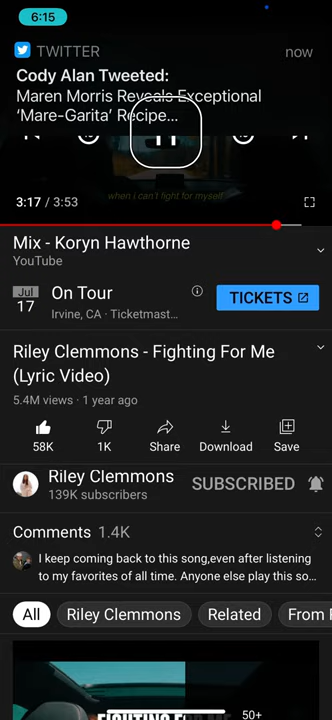 6:15
TWITTER
now
Cody Alan Tweeted:
Maren Morris Reveals Exceptional
‘Mare-Garita’ Recipe...
when i can't fight for myself
3:17 / 3:53
Mix - Koryn Hawthorne
YouTube
Jul
17
On Tour
Irvine, CA · Ticketmast...
TICKETS
Riley Clemmons - Fighting For Me
(Lyric Video)
5.4M views · 1 year ago
58K
1K
Share
Download
Save
Riley Clemmons
139K subscribers
SUBSCRIBED
Comments 1.4K
I keep coming back to this song,even after listening
to my favorites of all time. Anyone else play this so...
All
Riley Clemmons
Related
From R
FIGHTING FOR ME
50+